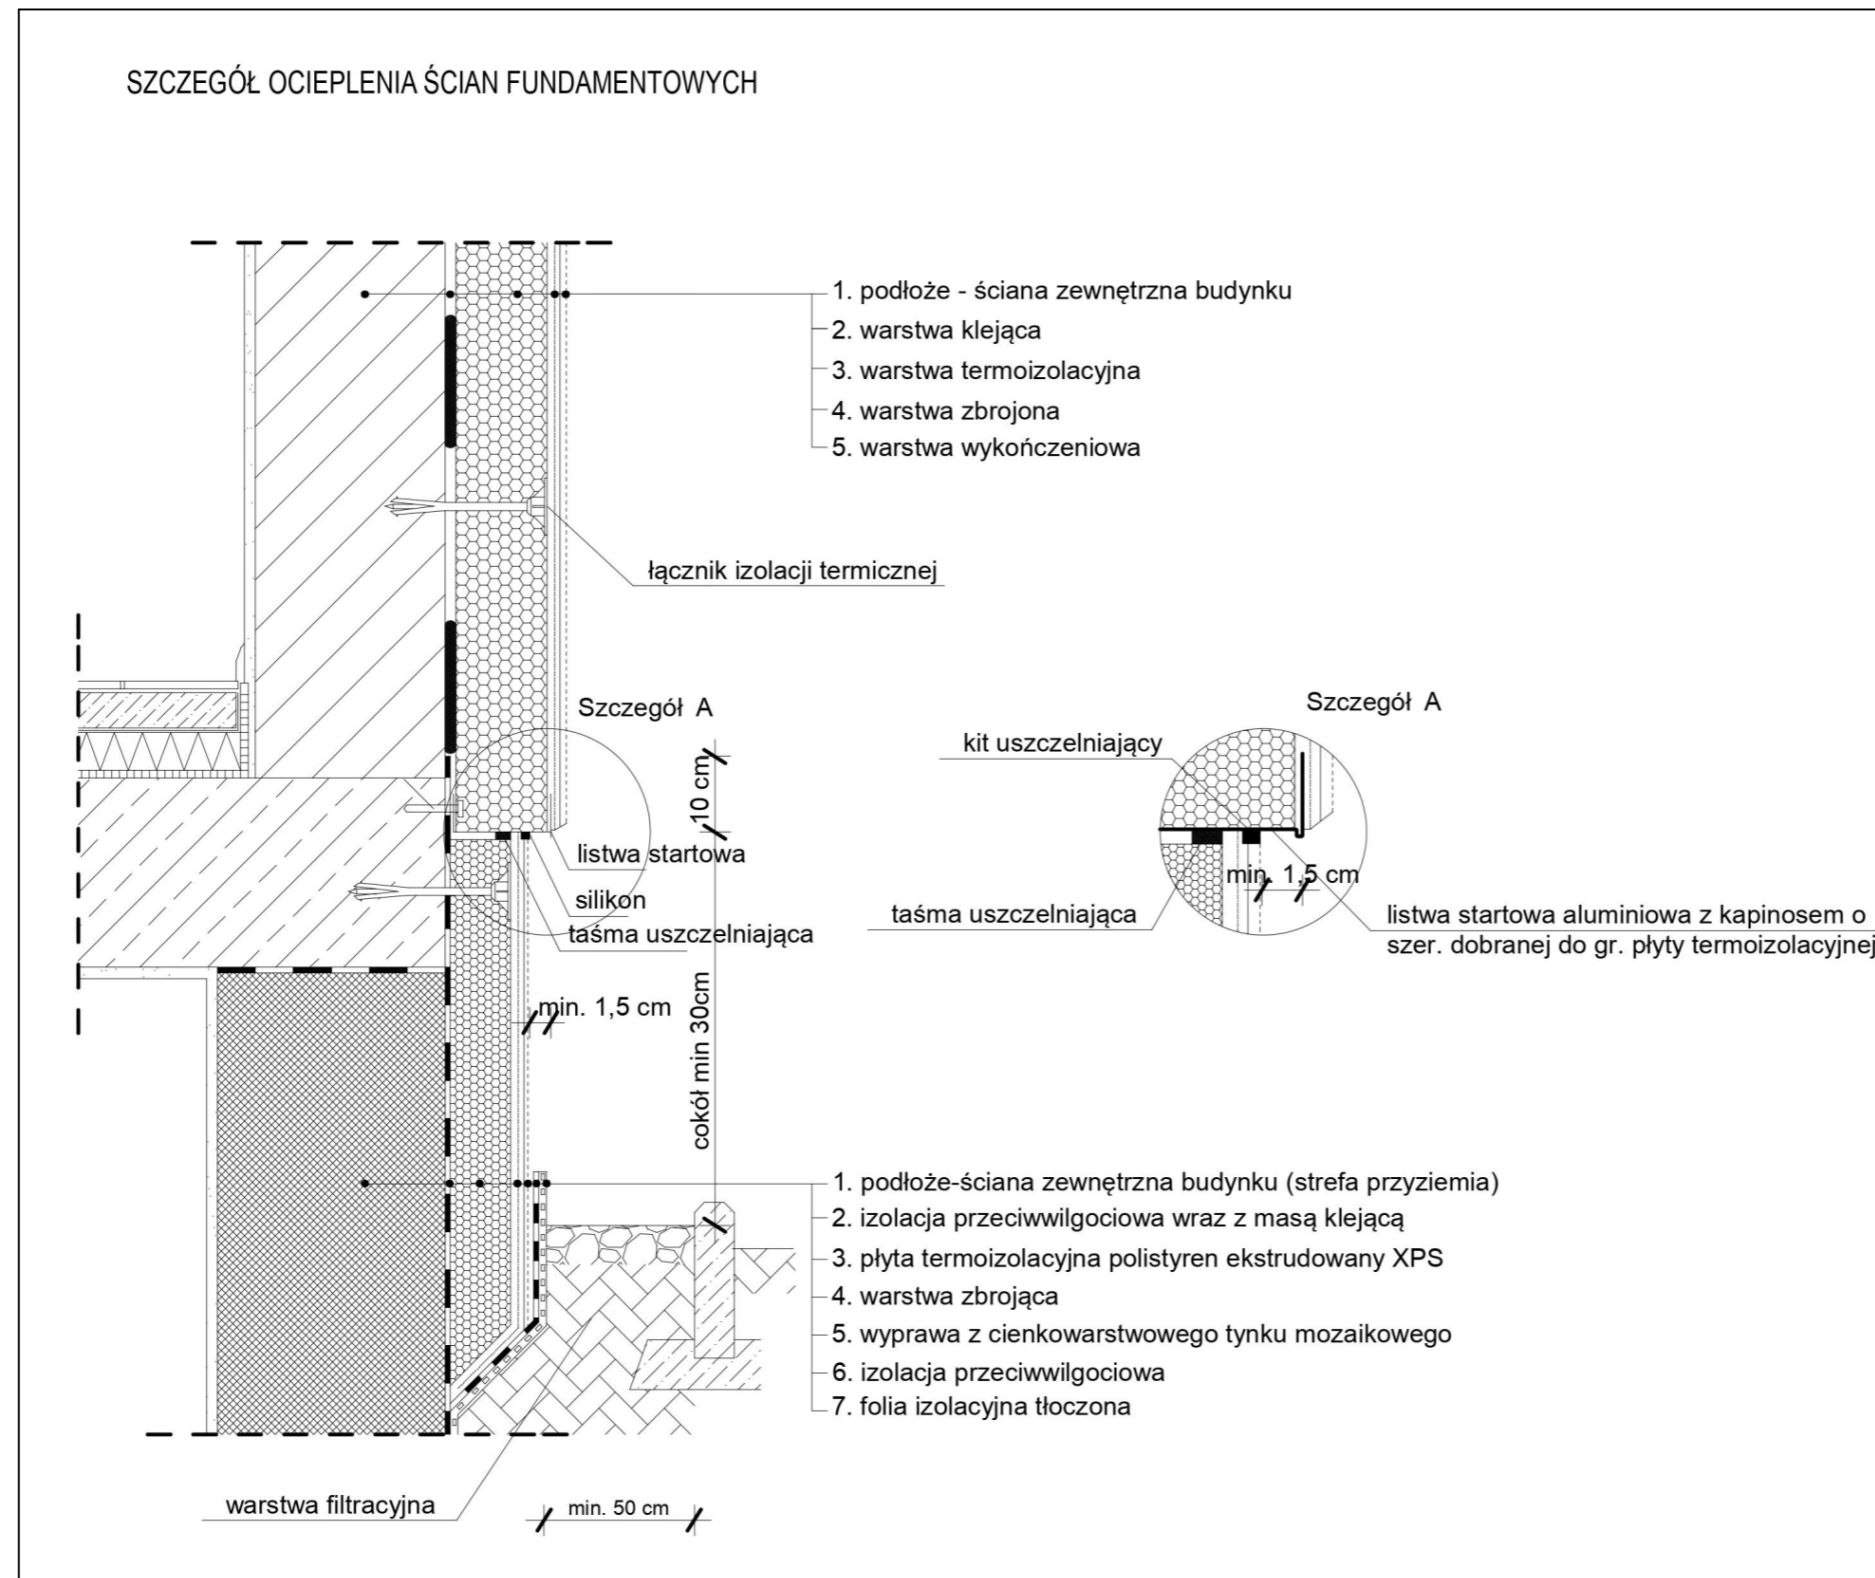 SZCZEGÓŁ OCIEPLENIA ŚCIAN FUNDAMENTOWYCH
1. podłoże - ściana zewnętrzna budynku
2. warstwa klejąca
3. warstwa termoizolacyjna
4. warstwa zbrojona
5. warstwa wykończeniowa
łącznik izolacji termicznej
Szczegół A
10 cm
listwa startowa
silikon
taśma uszczelniająca
min. 1,5 cm
cokół min 30cm
Szczegół A
kit uszczelniający
min. 1,5 cm
taśma uszczelniająca
listwa startowa aluminiowa z kapinosem o
szer. dobranej do gr. płyty termoizolacyjnej
1. podłoże-ściana zewnętrzna budynku (strefa przyziemia)
2. izolacja przeciwwilgociowa wraz z masą klejącą
3. płyta termoizolacyjna polistyren ekstrudowany XPS
4. warstwa zbrojąca
5. wyprawa z cienkowarstwowego tynku mozaikowego
6. izolacja przeciwwilgociowa
7. folia izolacyjna tłoczona
warstwa filtracyjna
min. 50 cm